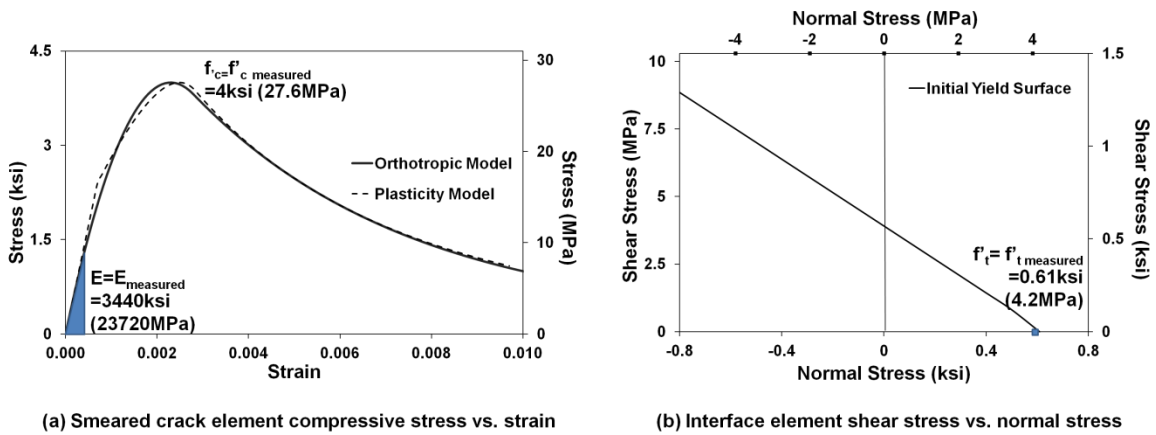 4.5
3
1.5
0
Stress (ksi)
f'c=f'c measured
=4ksi (27.6MPa)
Orthotropic Model
Plasticity Model
E=Emeasured
=3440ksi
(23720MPa)
30
20
10
0
Stress (MPa)
0.000 0.002 0.004 0.006 0.008 0.010
Strain
(a) Smeared crack element compressive stress vs. strain
Normal Stress (MPa)
-4 -2 0 2 4
10
7.5
5
2.5
0
Shear Stress (MPa)
Initial Yield Surface
f't= f't measured
=0.61ksi
(4.2MPa)
1.5
1
0.5
0
Shear Stress (ksi)
-0.8 -0.4 0 0.4 0.8
Normal Stress (ksi)
(b) Interface element shear stress vs. normal stress